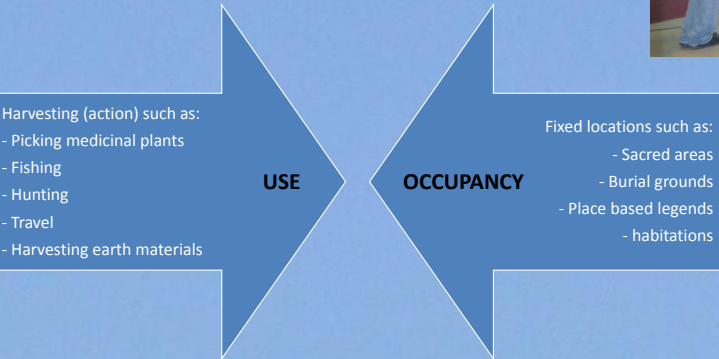 Harvesting (action) such as:
- Picking medicinal plants
- Fishing
- Hunting
- Travel
- Harvesting earth materials
USE
OCCUPANCY
Fixed locations such as:
- Sacred areas
- Burial grounds
- Place based legends
- habitations